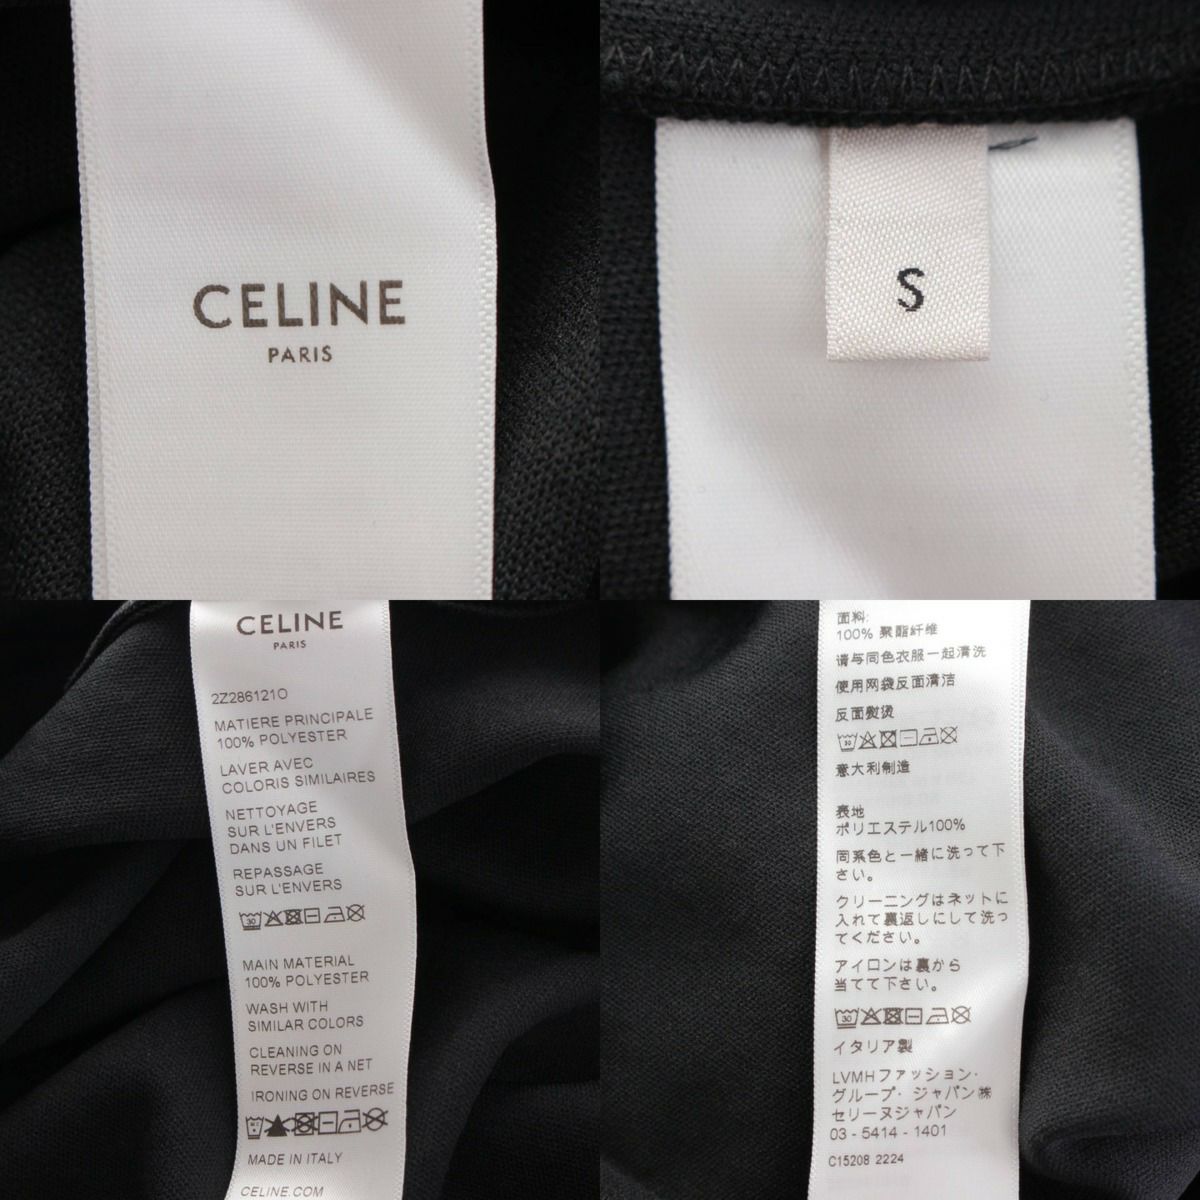 CELINE
PARIS
S
CELINE
PARIS
2Z286121O
MATIERE PRINCIPALE
100% POLYESTER
LAVER AVEC
COLORIS SIMILAIRES
NETTOYAGE
SUR L'ENVERS
DANS UN FILET
REPASSAGE
SUR L'ENVERS
30
MAIN MATERIAL
100% POLYESTER
WASH WITH
SIMILAR COLORS
CLEANING ON
REVERSE IN A NET
IRONING ON REVERSE
MADE IN ITALY
CELINE.COM
面料:
100% 聚酯纤维
请与同色衣服一起清洗
使用网袋反面清洁
反面熨烫
30
意大利制造
表地
ポリエステル100%
同系色と一緒に洗って下
さい。
クリーニングはネットに
入れて裏返しにして洗っ
てください。
アイロンは裏から
当てて下さい。
30
イタリア製
LVMHファッション・
グループ・ジャパン㈱
セリーヌジャパン
03 - 5414 - 1401
C15208 2224